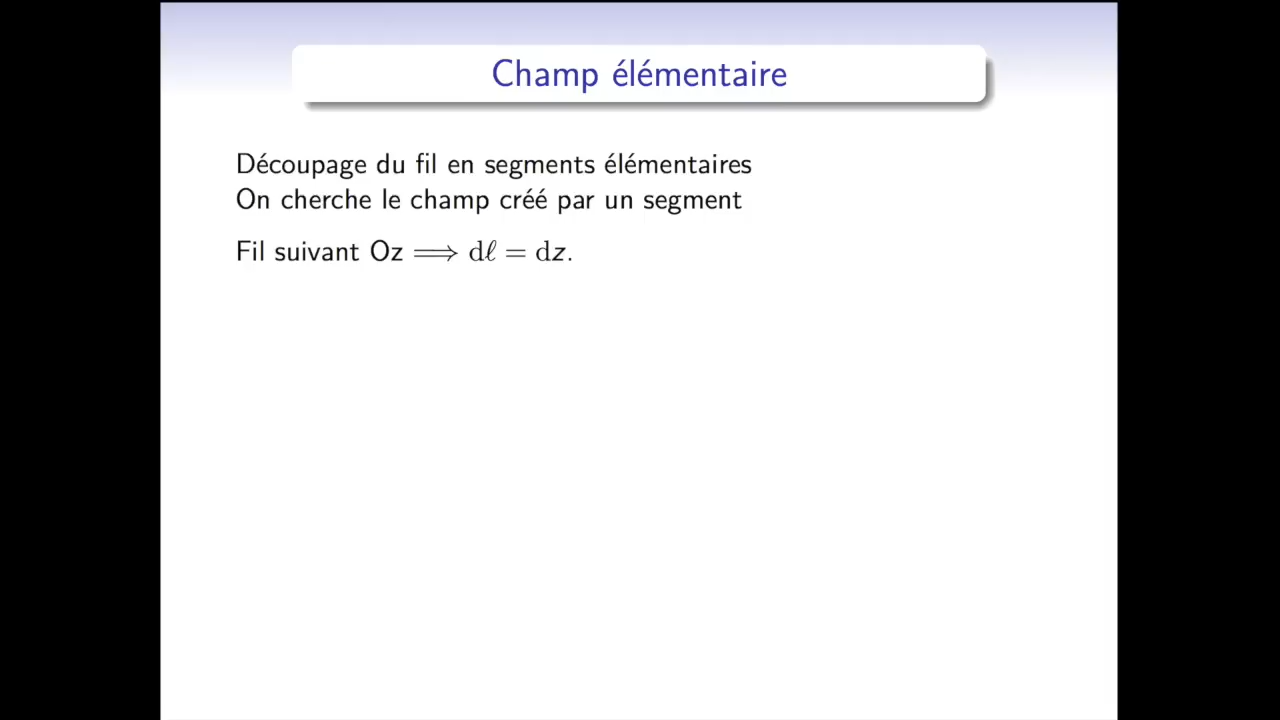 Champ élémentaire
Découpage du fil en segments élémentaires
On cherche le champ créé par un segment
Fil suivant Oz ⟹ dℓ = dz.